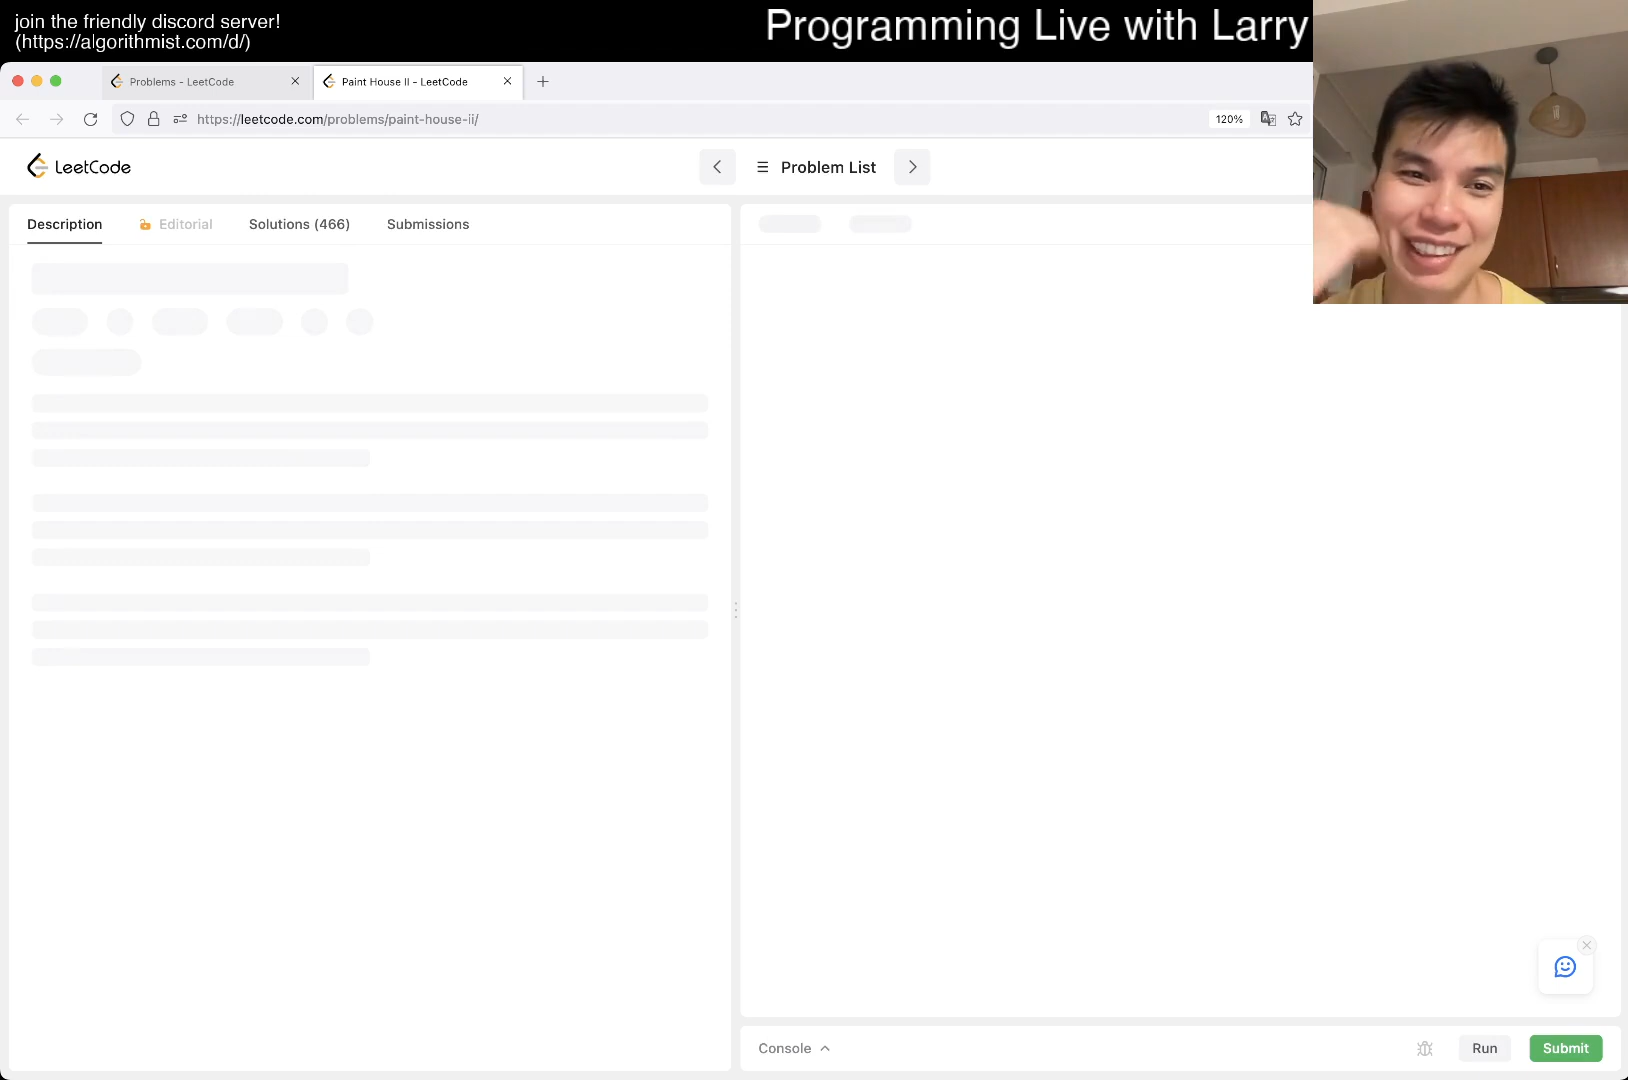 join the friendly discord server!
(https://algorithmist.com/d/)
Programming Live with Larry
Problems - LeetCode
Paint House II - LeetCode
https://leetcode.com/problems/paint-house-ii/
120%
LeetCode
Problem List
Description
Editorial
Solutions (466)
Submissions
Console
Run
Submit